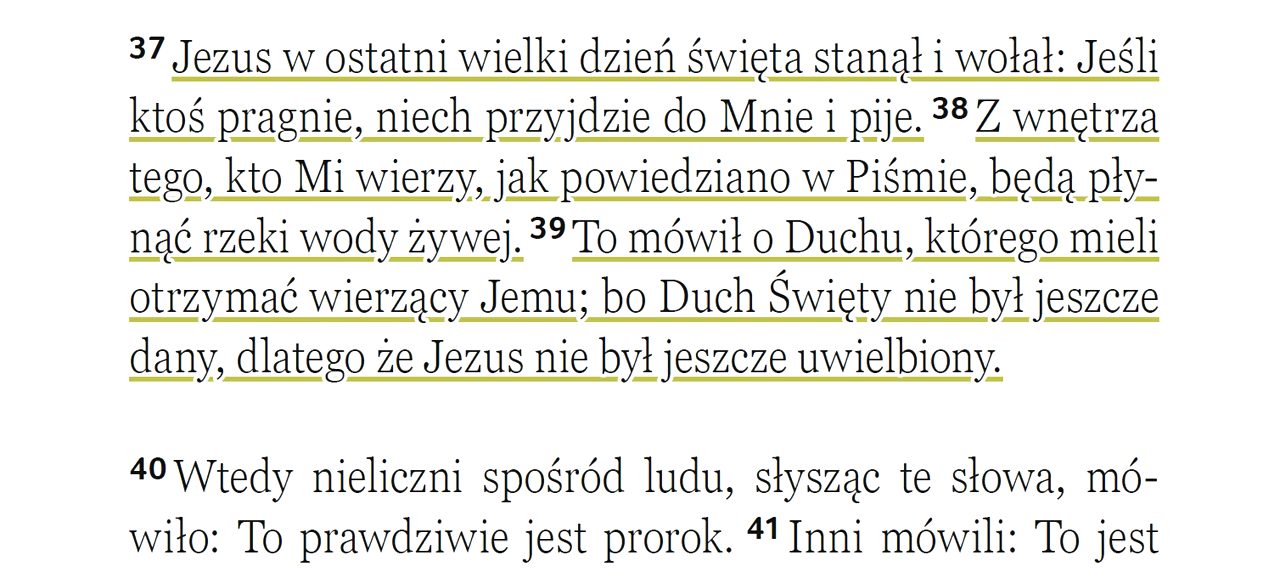 37 Jezus w ostatni wielki dzień święta stanął i wołał: Jeśli
ktoś pragnie, niech przyjdzie do Mnie i pije. 38 Z wnętrza
tego, kto Mi wierzy, jak powiedziano w Piśmie, będą pły-
nąć rzeki wody żywej. 39 To mówił o Duchu, którego mieli
otrzymać wierzący Jemu; bo Duch Święty nie był jeszcze
dany, dlatego że Jezus nie był jeszcze uwielbiony.
40 Wtedy nieliczni spośród ludu, słysząc te słowa, mó-
wiło: To prawdziwie jest prorok. 41 Inni mówili: To jest